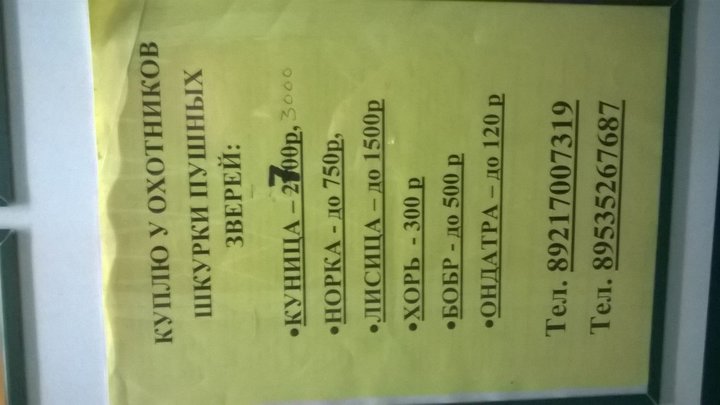 КУПЛЮ У ОХОТНИКОВ
ШКУРКИ ПУШНЫХ
ЗВЕРЕЙ:
•КУНИЦА – 2700р, 3000
•НОРКА - до 750р,
•ЛИСИЦА – до 1500р
•ХОРЬ - 300 р
•БОБР - до 500 р
•ОНДАТРА – до 120 р
Тел. 89217007319
Тел. 89535267687